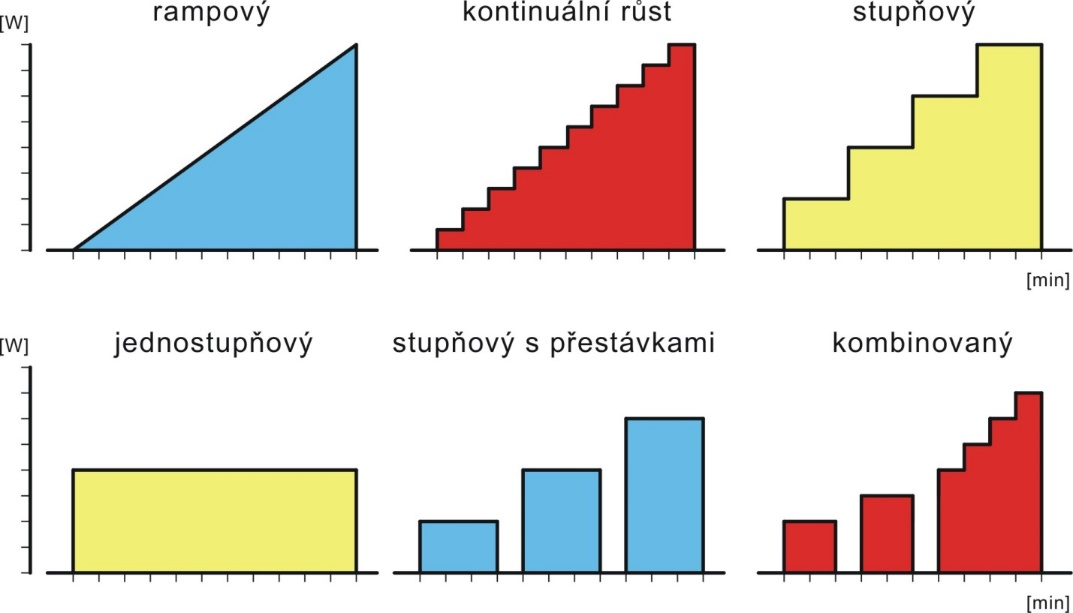 rampový
kontinuální růst
stupňový
[W]
[min]
jednostupňový
stupňový s přestávkami
kombinovaný
[W]
[min]